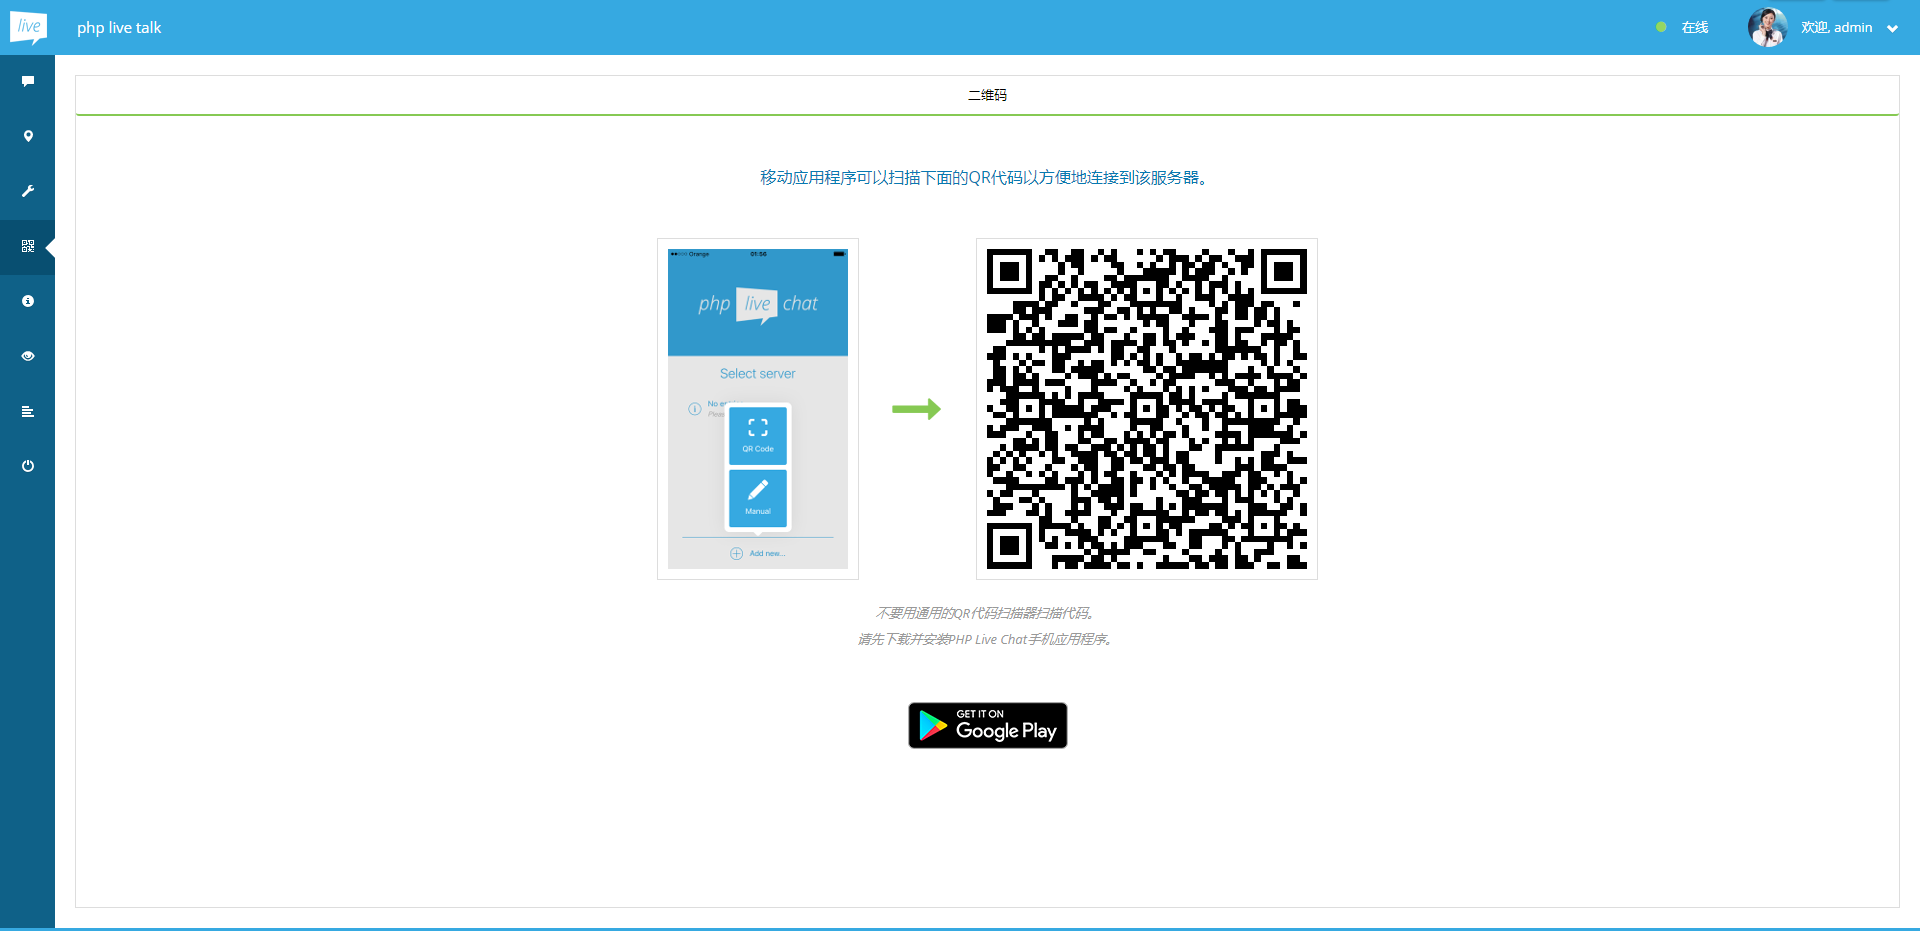 live
php live talk
在线
欢迎, admin
二维码
移动应用程序可以扫描下面的QR代码以方便地连接到该服务器。
Orange
01:56
php live chat
Select server
QR Code
Manual
Add new...
不要用通用的QR代码扫描器扫描代码。
请先下载并安装PHP Live Chat手机应用程序。
GET IT ON
Google Play